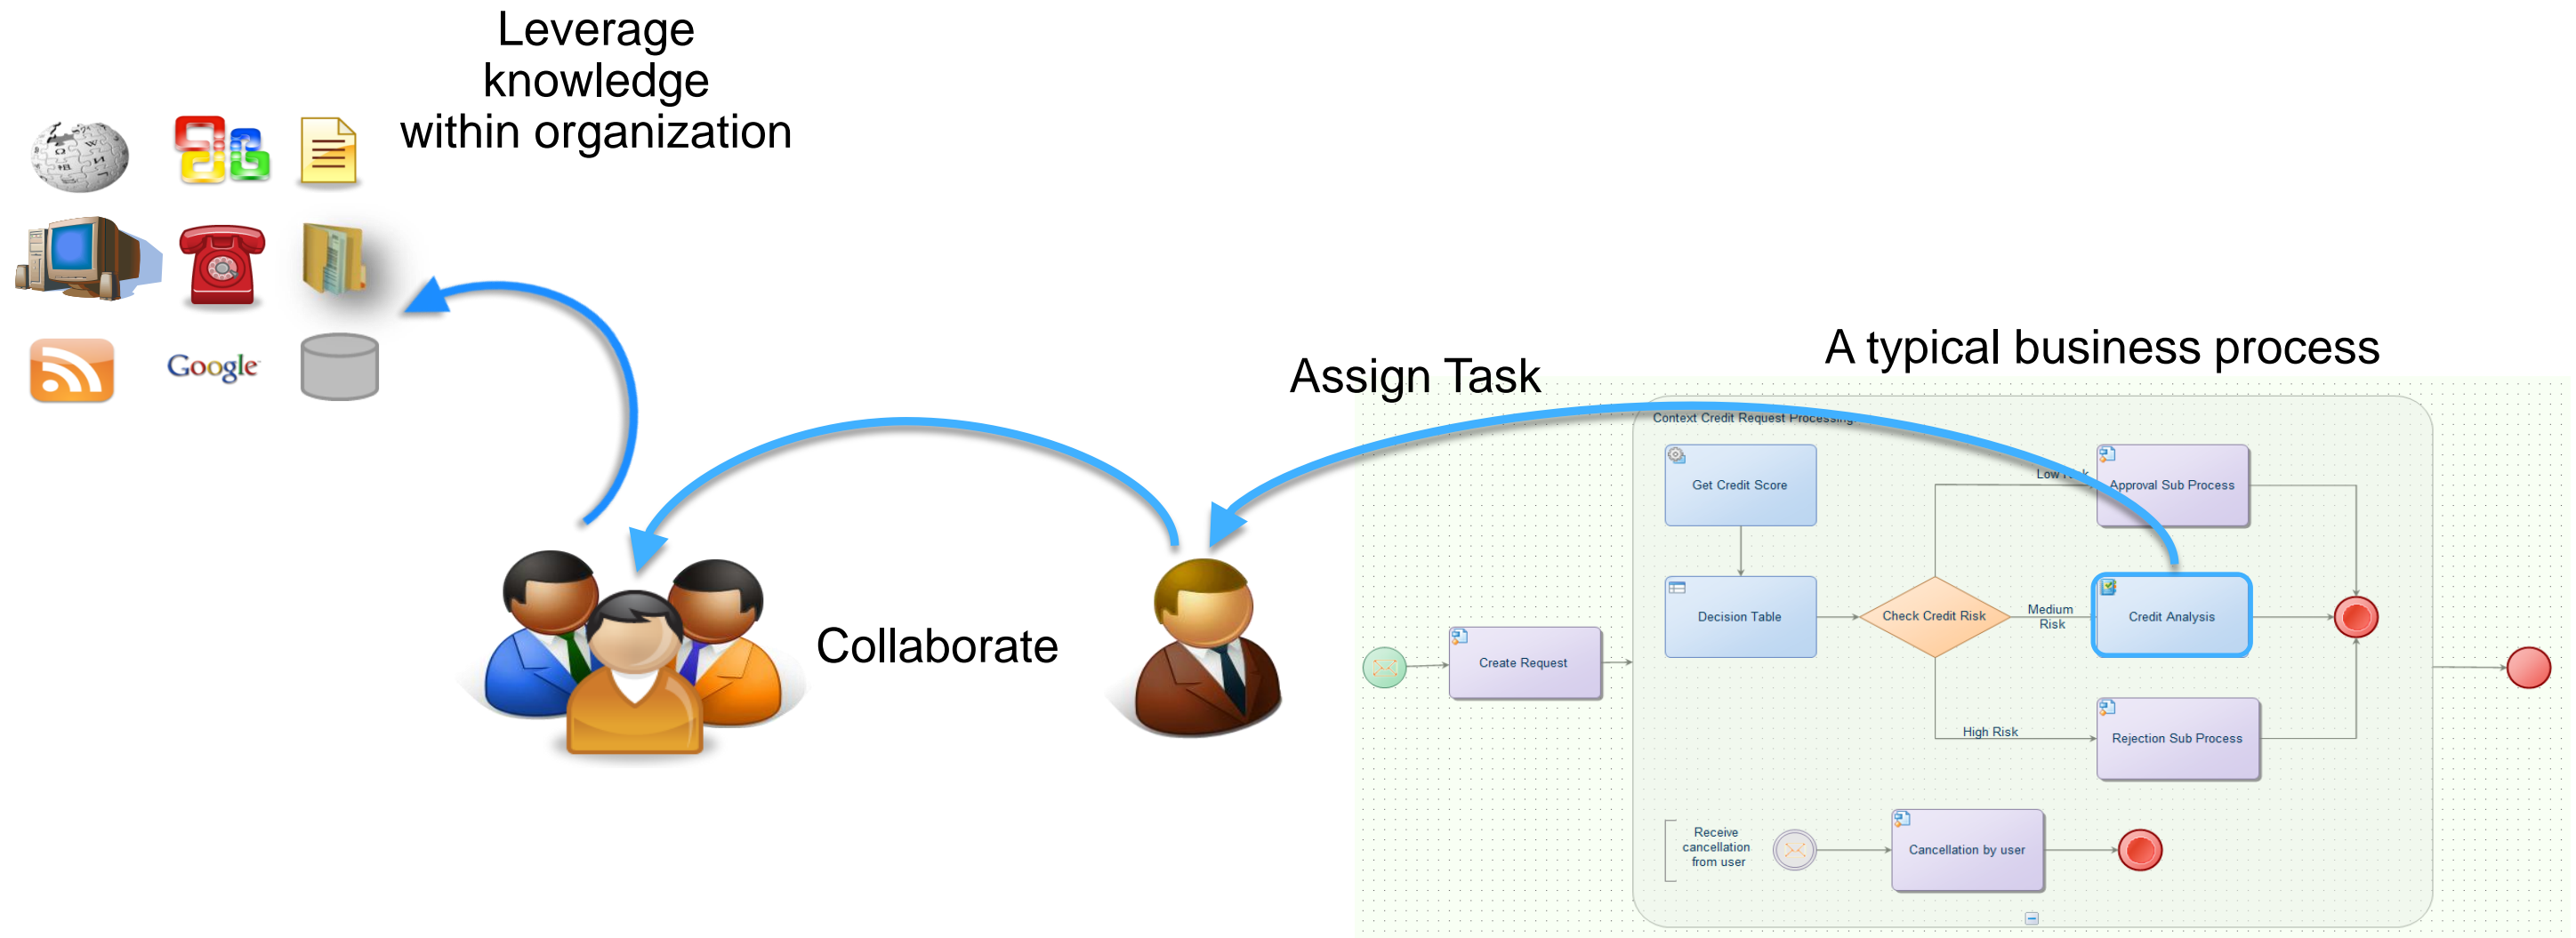 Leverage
knowledge
within organization
Google
Assign Task
A typical business process
Collaborate
Context Credit Request Processing
Get Credit Score
Low
Approval Sub Process
Decision Table
Check Credit Risk
Medium
Risk
Credit Analysis
Create Request
High Risk
Rejection Sub Process
Receive
cancellation
from user
Cancellation by user